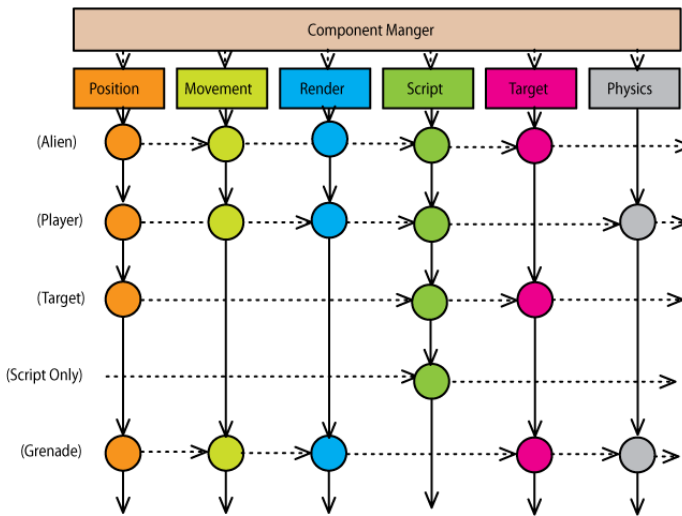 Component Manger
Position Movement Render Script Target Physics
(Alien)
(Player)
(Target)
(Script Only)
(Grenade)